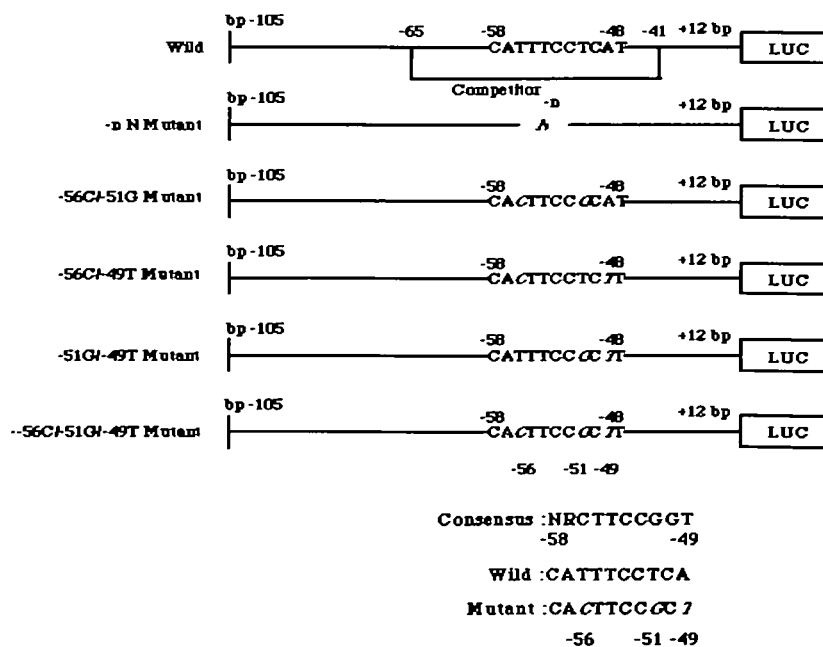 bp -105
-65 -58 -48 -41 +12 bp
Wild CATTTCCTCAT LUC
Competitor
bp -105 -n +12 bp
-n N Mutant A LUC
bp -105 -58 -48 +12 bp
-56C/-51G Mutant CACTTCCGCAT LUC
bp -105 -58 -48 +12 bp
-56C/-49T Mutant CACTTCCTCTT LUC
bp -105 -58 -48 +12 bp
-51G/-49T Mutant CATTTCCGCTT LUC
bp -105 -58 -48 +12 bp
--56C/-51G/-49T Mutant CACTTCCGCTT LUC
-56 -51 -49
Consensus :NRCTTCCGGT
-58 -49
Wild :CATTTCCTCA
Mutant :CACTTCCGCT
-56 -51 -49